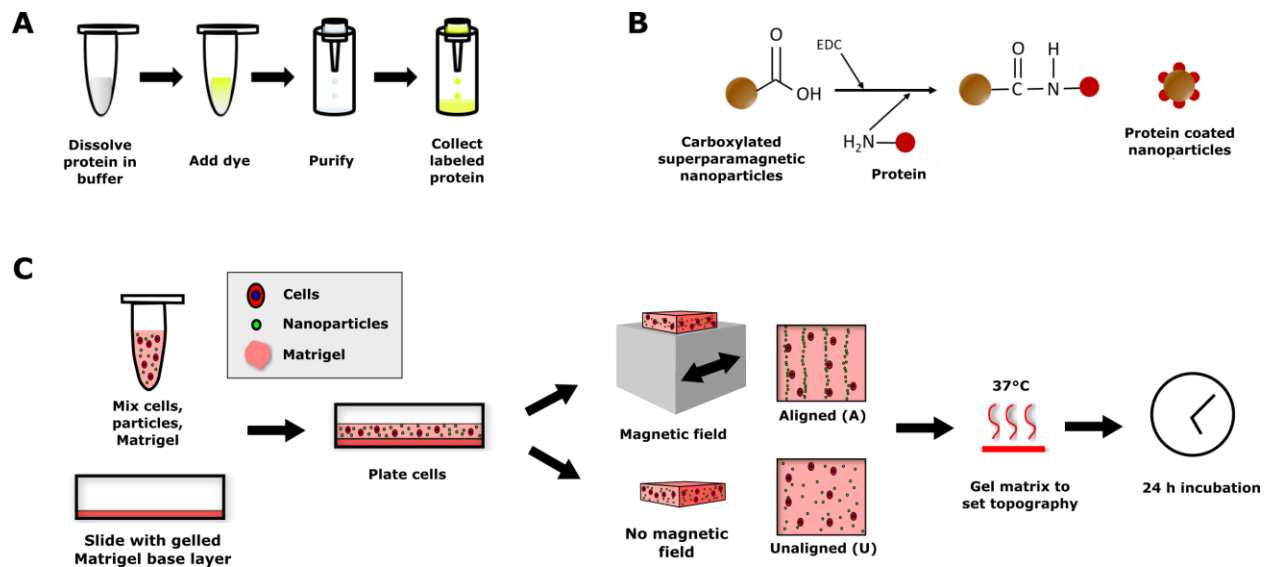 A
Dissolve
protein in
buffer
Add dye
Purify
Collect
labeled
protein
B
O
OH
EDC
H₂N
Carboxylated
superparamagnetic
nanoparticles
Protein
O
H
C
N
Protein coated
nanoparticles
C
Cells
Nanoparticles
Matrigel
Mix cells,
particles,
Matrigel
Slide with gelled
Matrigel base layer
Plate cells
Magnetic field
Aligned (A)
No magnetic
field
Unaligned (U)
37°C
Gel matrix to
set topography
24 h incubation